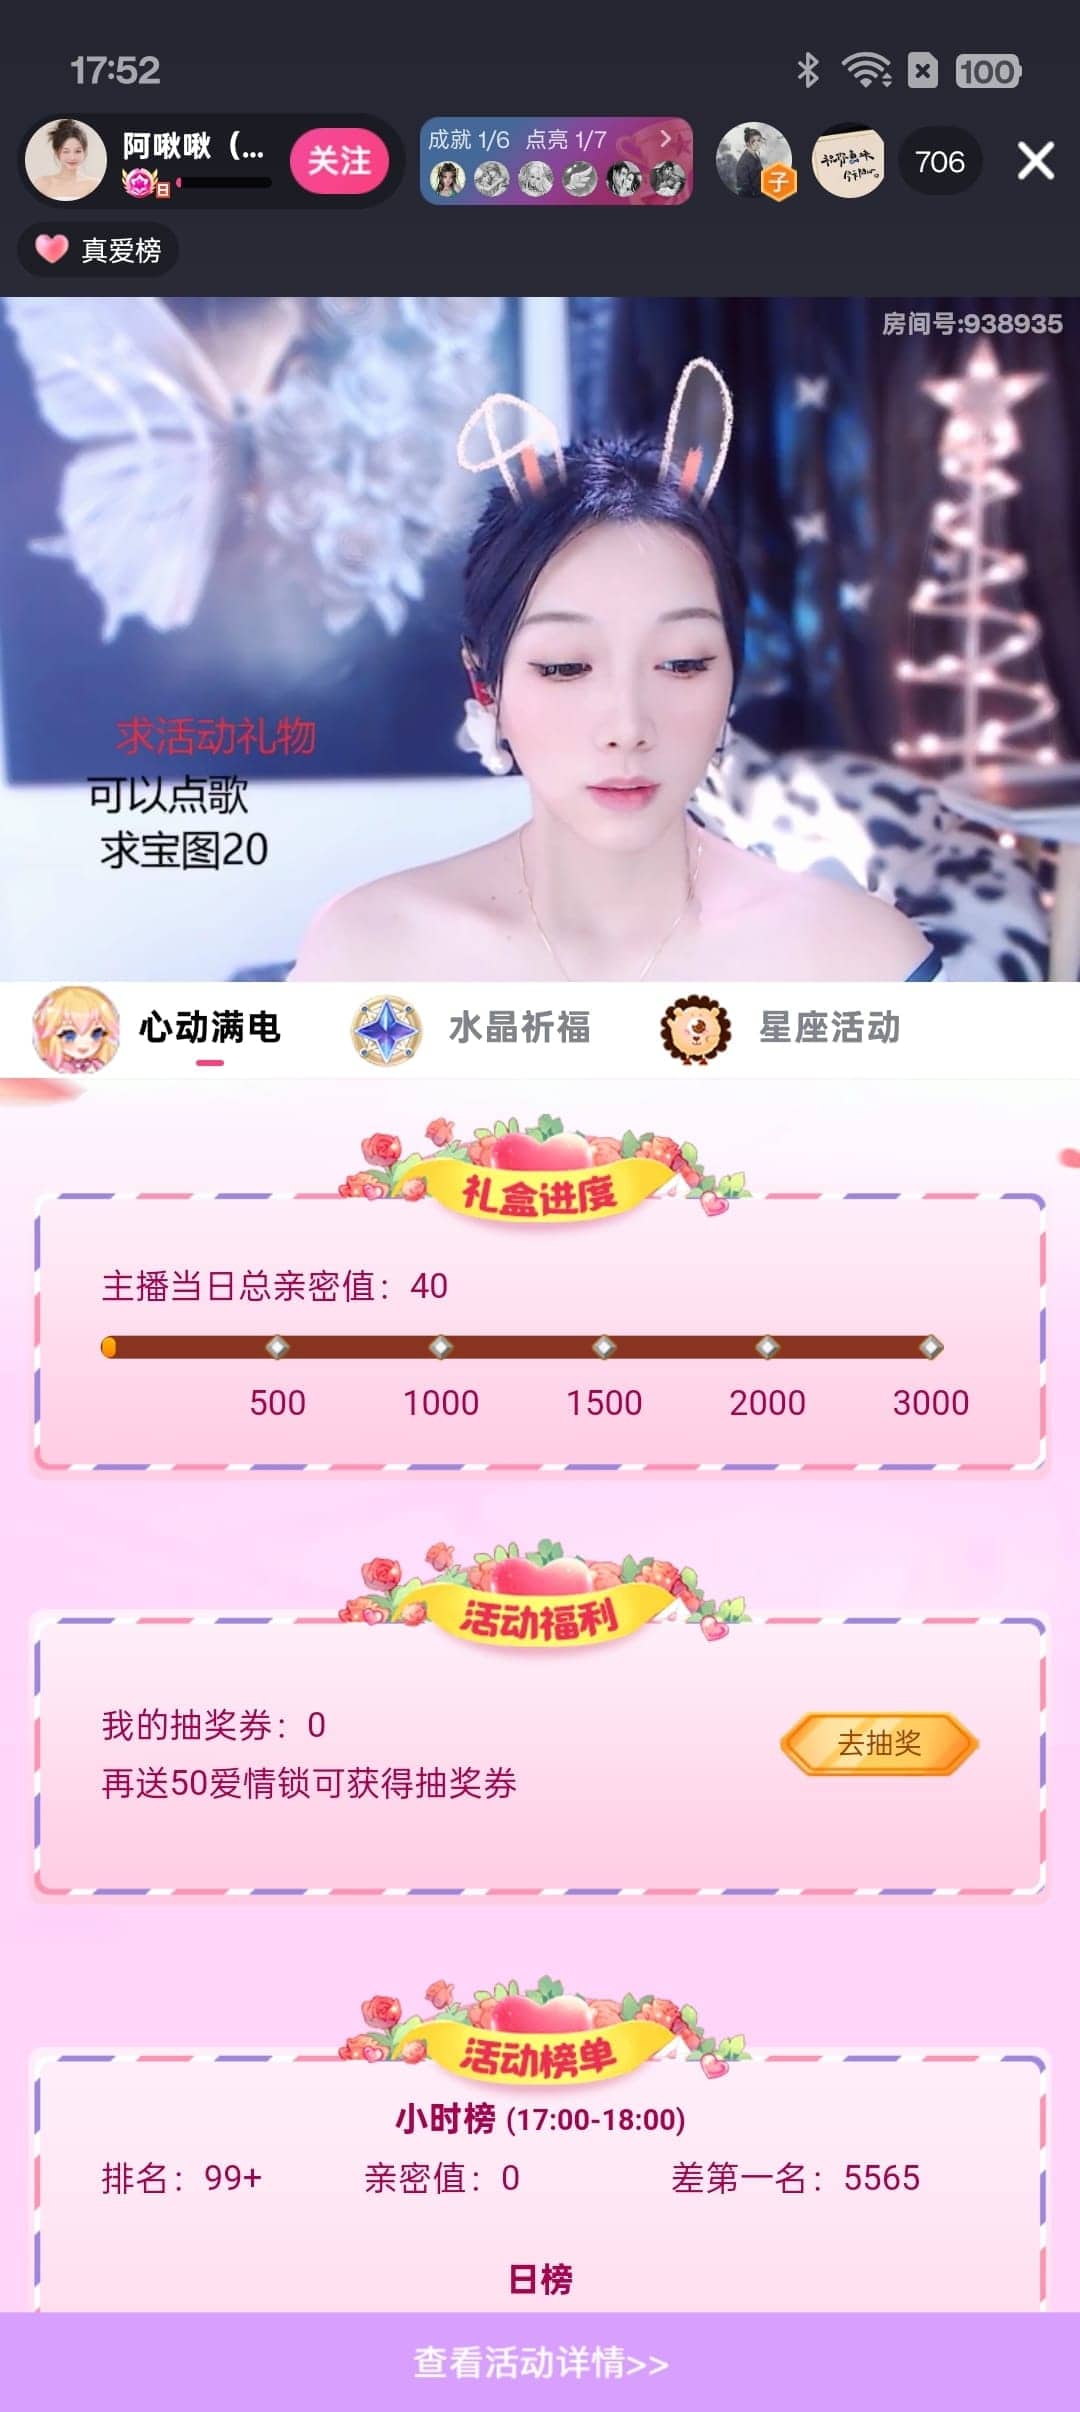 17:52
100
阿啾啾（...
日
关注
成就 1/6 点亮 1/7
子
706
真爱榜
房间号:938935
求活动礼物
可以点歌
求宝图20
心动满电
水晶祈福
星座活动
礼盒进度
主播当日总亲密值：40
500
1000
1500
2000
3000
活动福利
我的抽奖券：0
去抽奖
再送50爱情锁可获得抽奖券
活动榜单
小时榜 (17:00-18:00)
排名：99+
亲密值：0
差第一名：5565
日榜
查看活动详情>>